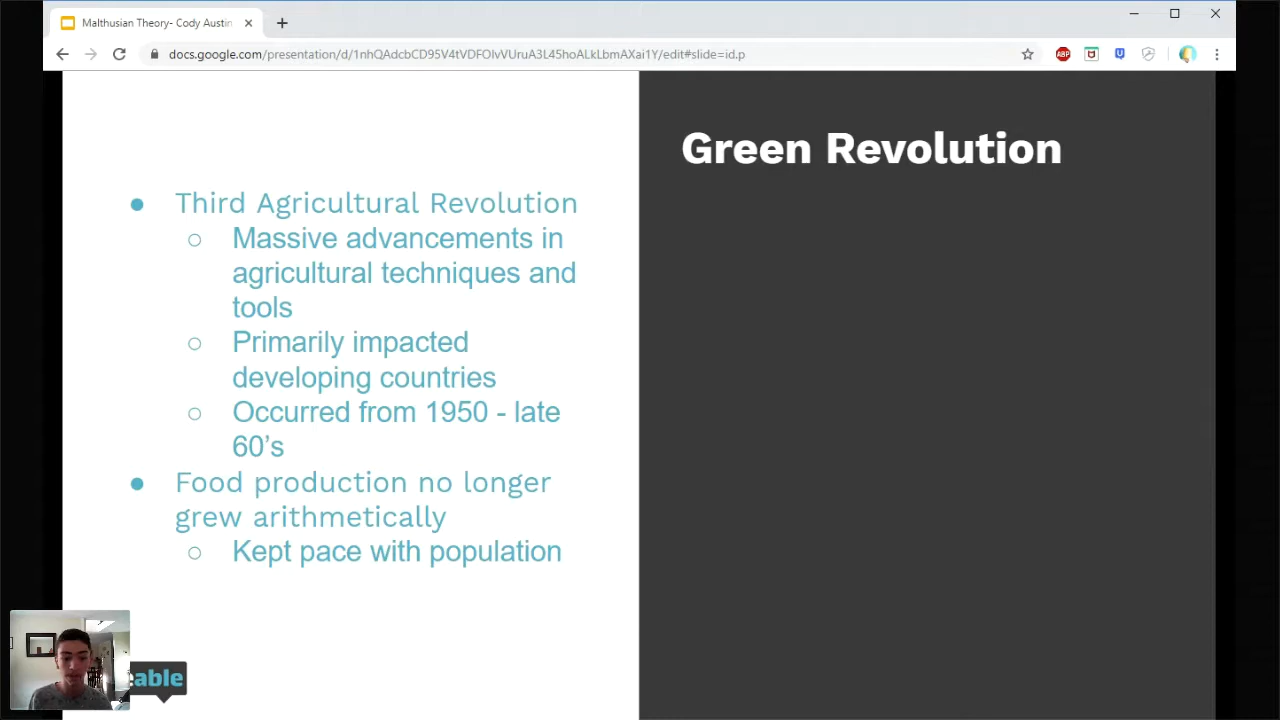 Malthusian Theory- Cody Austin
docs.google.com/presentation/d/1nhQAdcbCD95V4tVDFOlvVUruA3L45hoALkLbmAXai1Y/edit#slide=id.p
Green Revolution
● Third Agricultural Revolution
○ Massive advancements in
agricultural techniques and
tools
○ Primarily impacted
developing countries
○ Occurred from 1950 - late
60’s
● Food production no longer
grew arithmetically
○ Kept pace with population
able
ABP